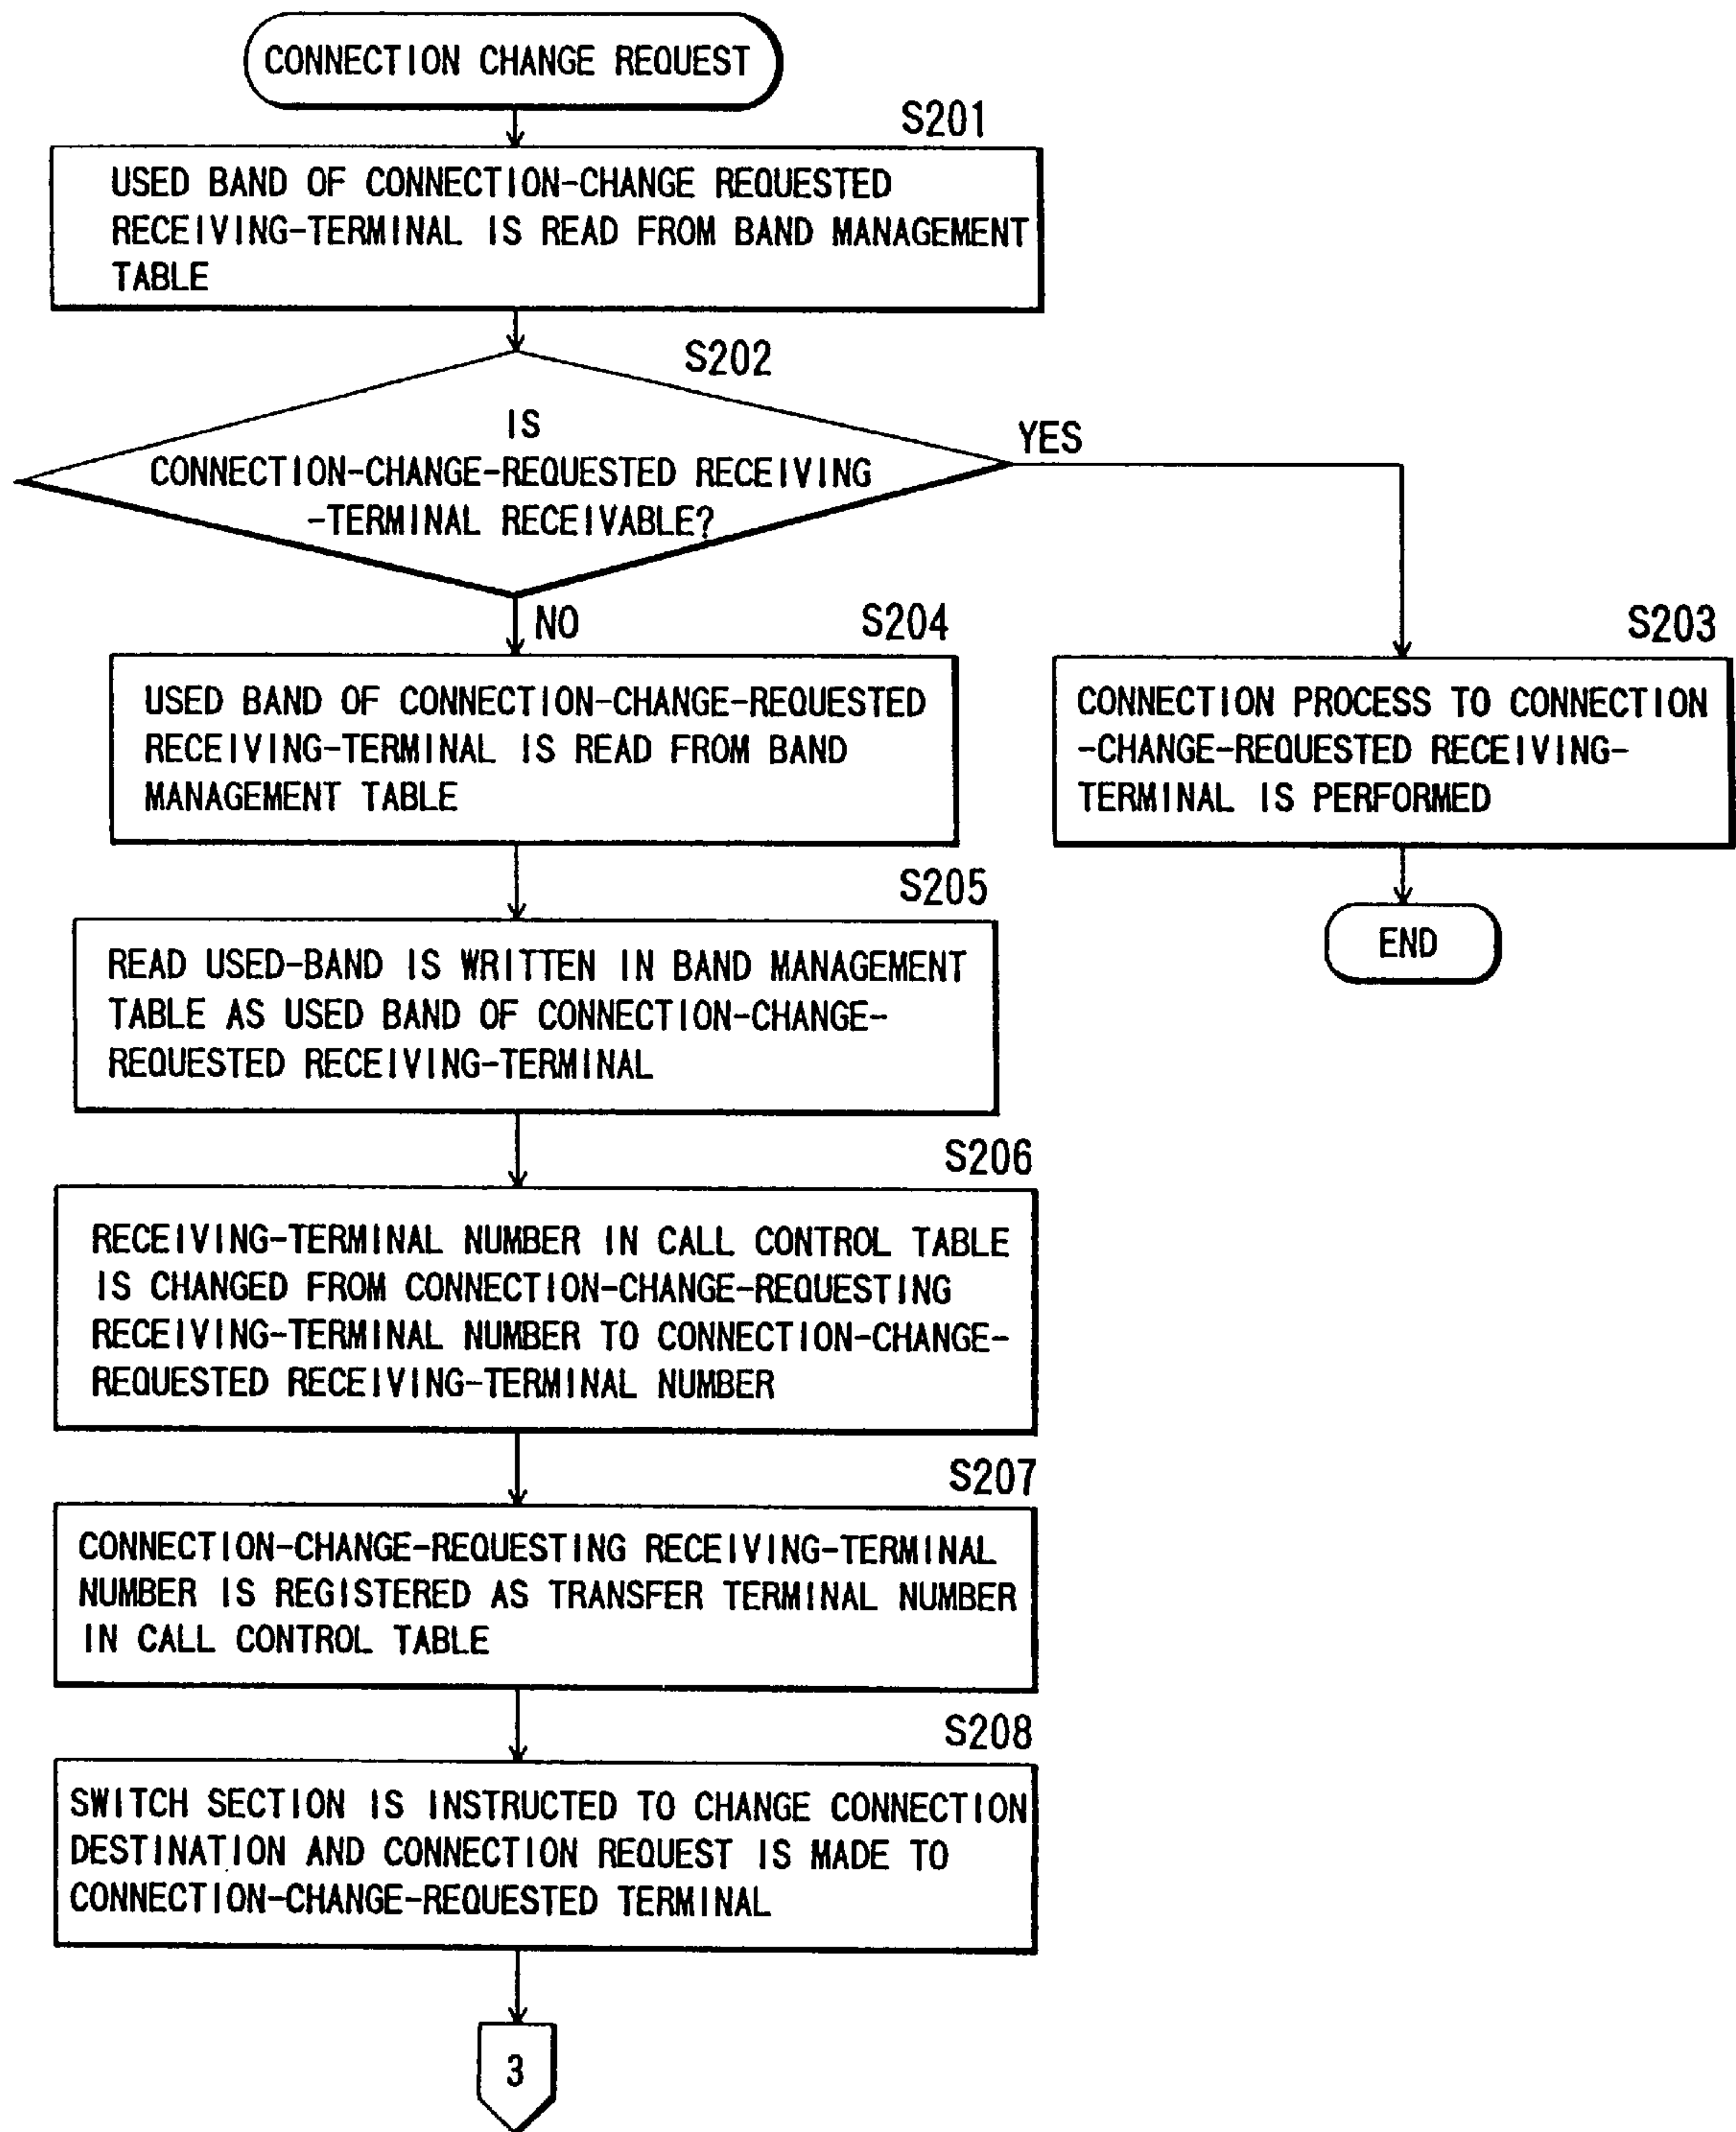 CONNECTION CHANGE REQUEST
S201
USED BAND OF CONNECTION-CHANGE REQUESTED
RECEIVING-TERMINAL IS READ FROM BAND MANAGEMENT
TABLE
S202
IS
CONNECTION-CHANGE-REQUESTED RECEIVING
-TERMINAL RECEIVABLE?
YES
NO
S204
USED BAND OF CONNECTION-CHANGE-REQUESTED
RECEIVING-TERMINAL IS READ FROM BAND
MANAGEMENT TABLE
S203
CONNECTION PROCESS TO CONNECTION
-CHANGE-REQUESTED RECEIVING-
TERMINAL IS PERFORMED
END
S205
READ USED-BAND IS WRITTEN IN BAND MANAGEMENT
TABLE AS USED BAND OF CONNECTION-CHANGE-
REQUESTED RECEIVING-TERMINAL
S206
RECEIVING-TERMINAL NUMBER IN CALL CONTROL TABLE
IS CHANGED FROM CONNECTION-CHANGE-REQUESTING
RECEIVING-TERMINAL NUMBER TO CONNECTION-CHANGE-
REQUESTED RECEIVING-TERMINAL NUMBER
S207
CONNECTION-CHANGE-REQUESTING RECEIVING-TERMINAL
NUMBER IS REGISTERED AS TRANSFER TERMINAL NUMBER
IN CALL CONTROL TABLE
S208
SWITCH SECTION IS INSTRUCTED TO CHANGE CONNECTION
DESTINATION AND CONNECTION REQUEST IS MADE TO
CONNECTION-CHANGE-REQUESTED TERMINAL
3